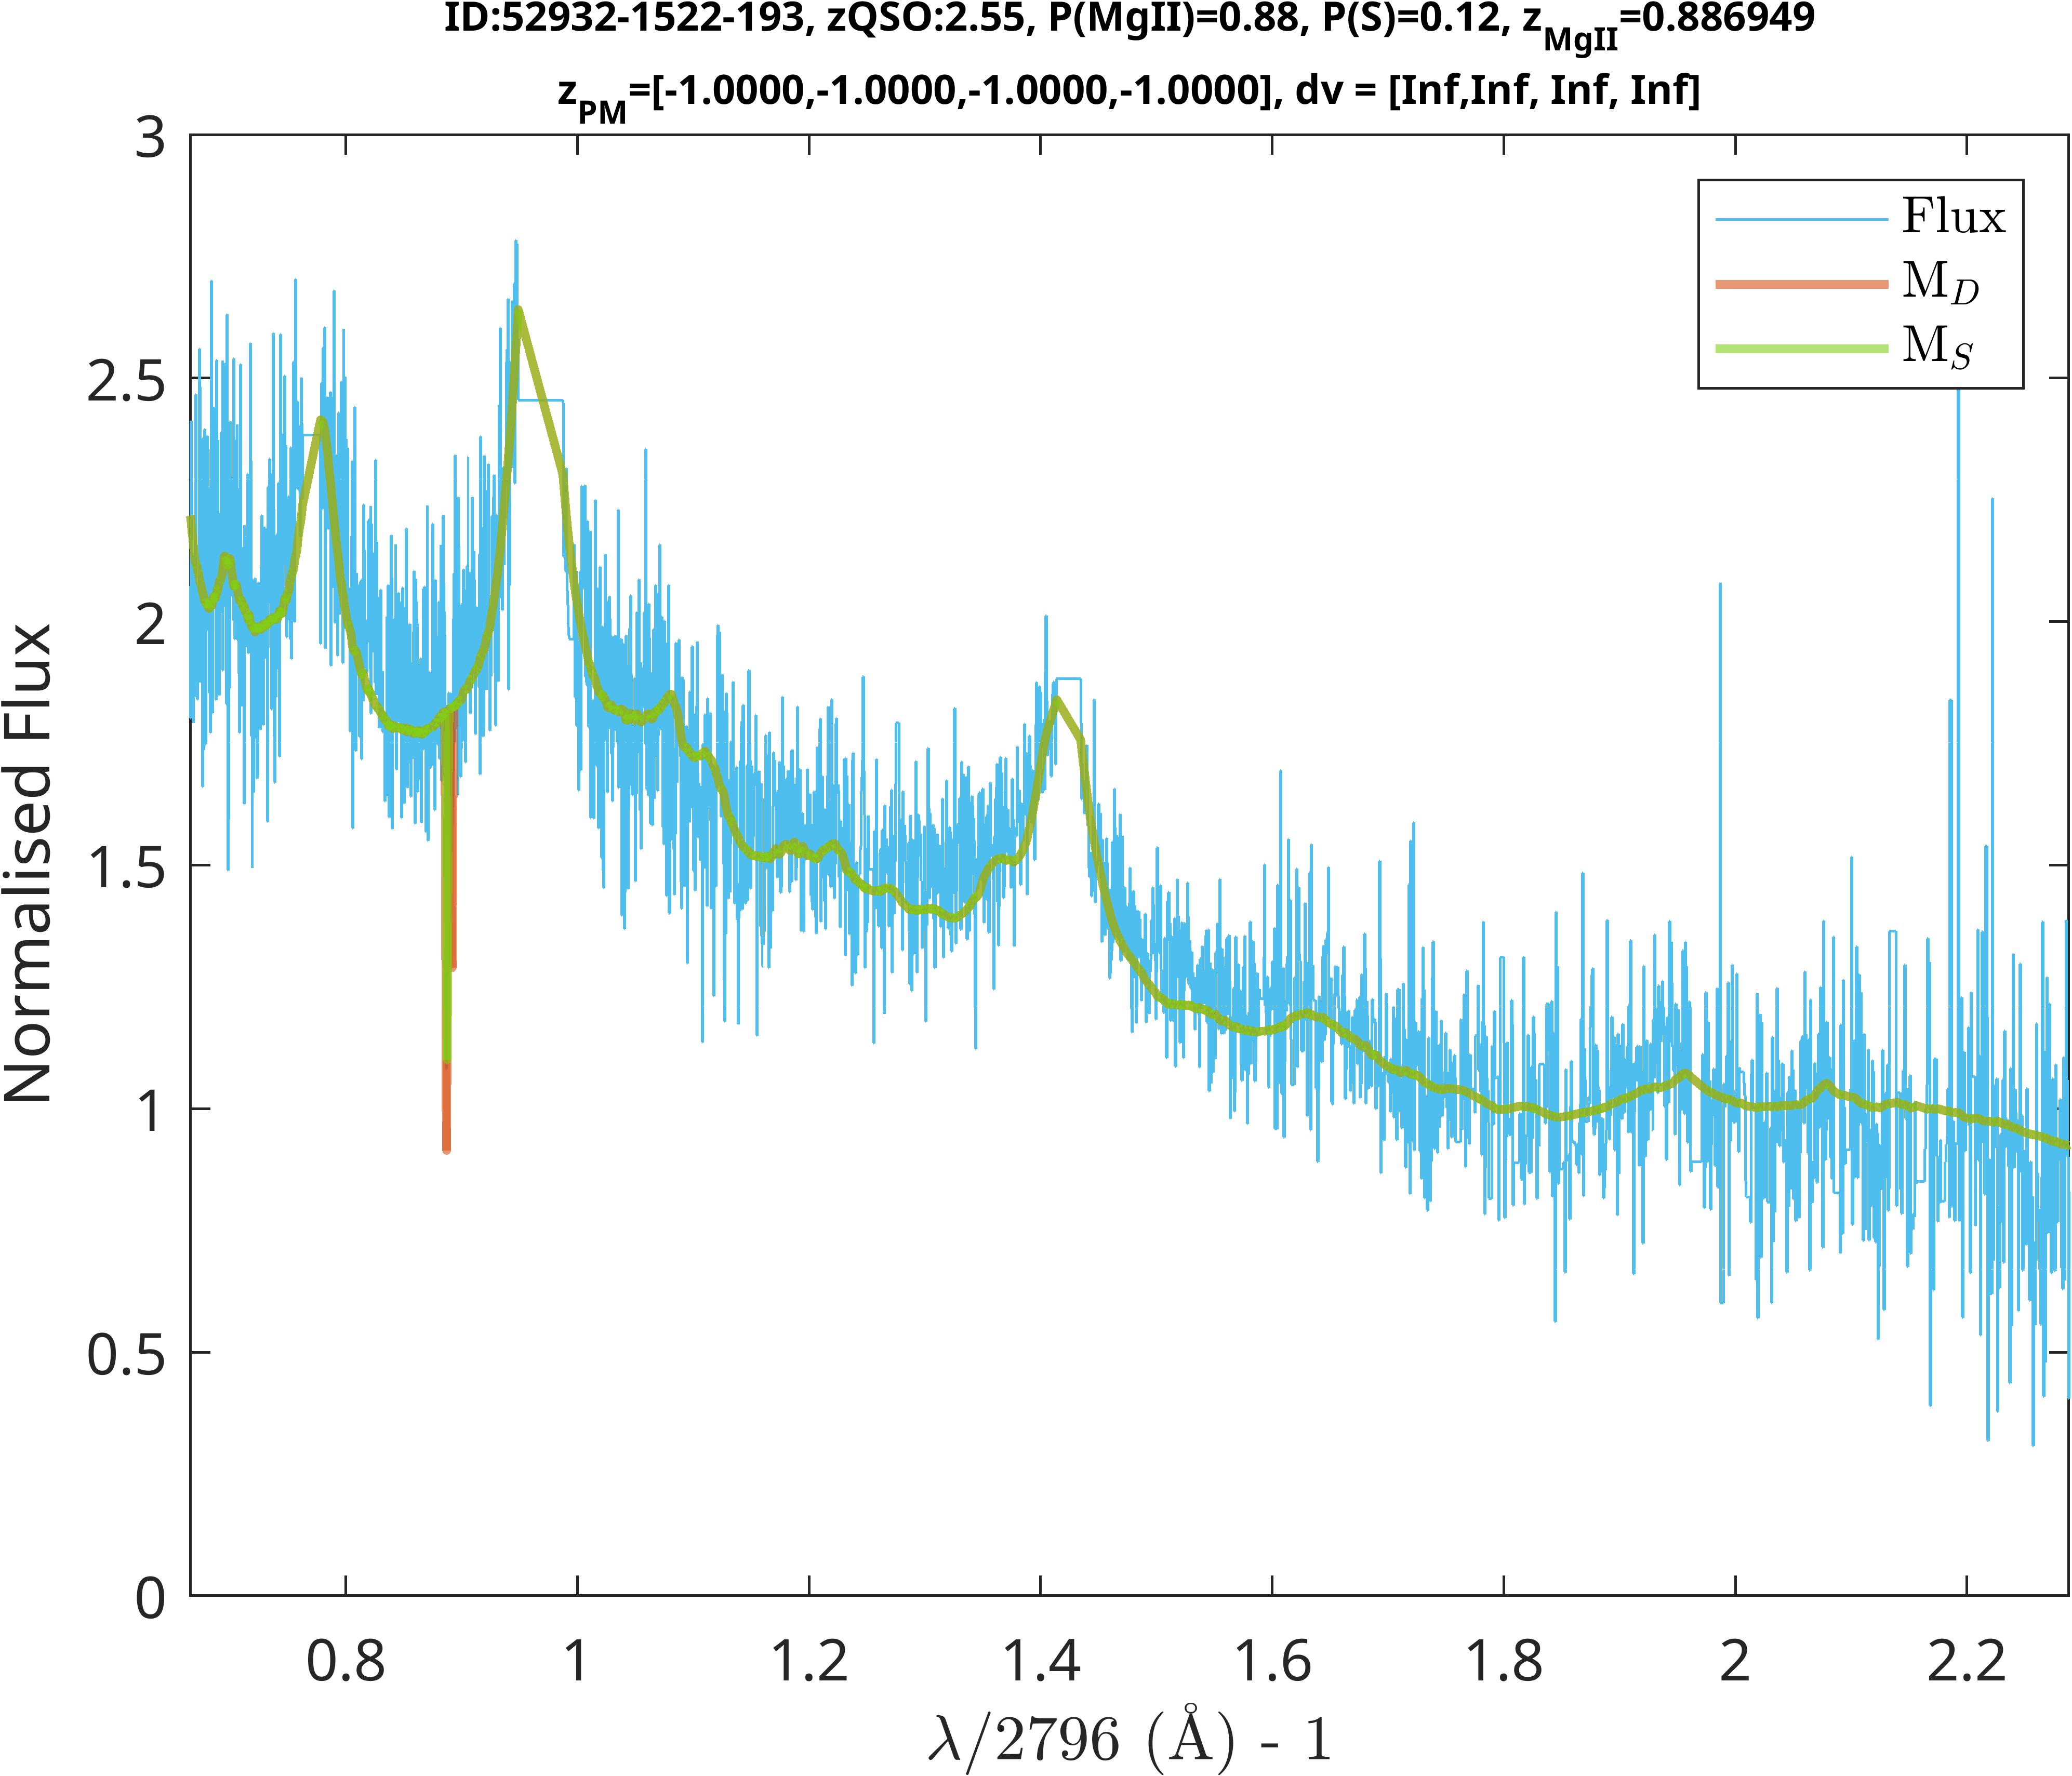 ID:52932-1522-193, zQSO:2.55, P(MgII)=0.88, P(S)=0.12, zMgII=0.886949
zPM=[-1.0000,-1.0000,-1.0000,-1.0000], dv = [Inf,Inf, Inf, Inf]
3
2.5
2
1.5
1
0.5
0
Normalised Flux
Flux
MD
MS
0.8
1
1.2
1.4
1.6
1.8
2
2.2
λ/2796 (Å) - 1